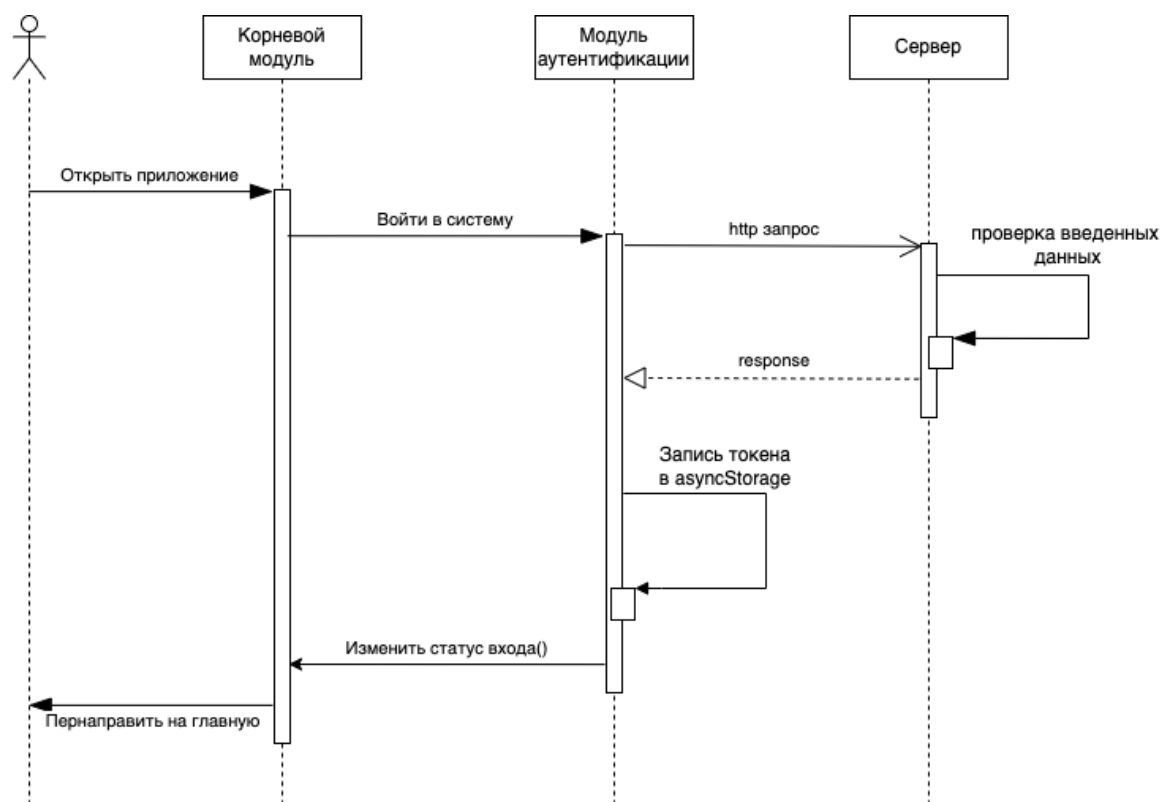 Корневой
модуль
Модуль
аутентификации
Сервер
Открыть приложение
Войти в систему
http запрос
проверка введенных
данных
response
Запись токена
в asyncStorage
Изменить статус входа()
Пернаправить на главную